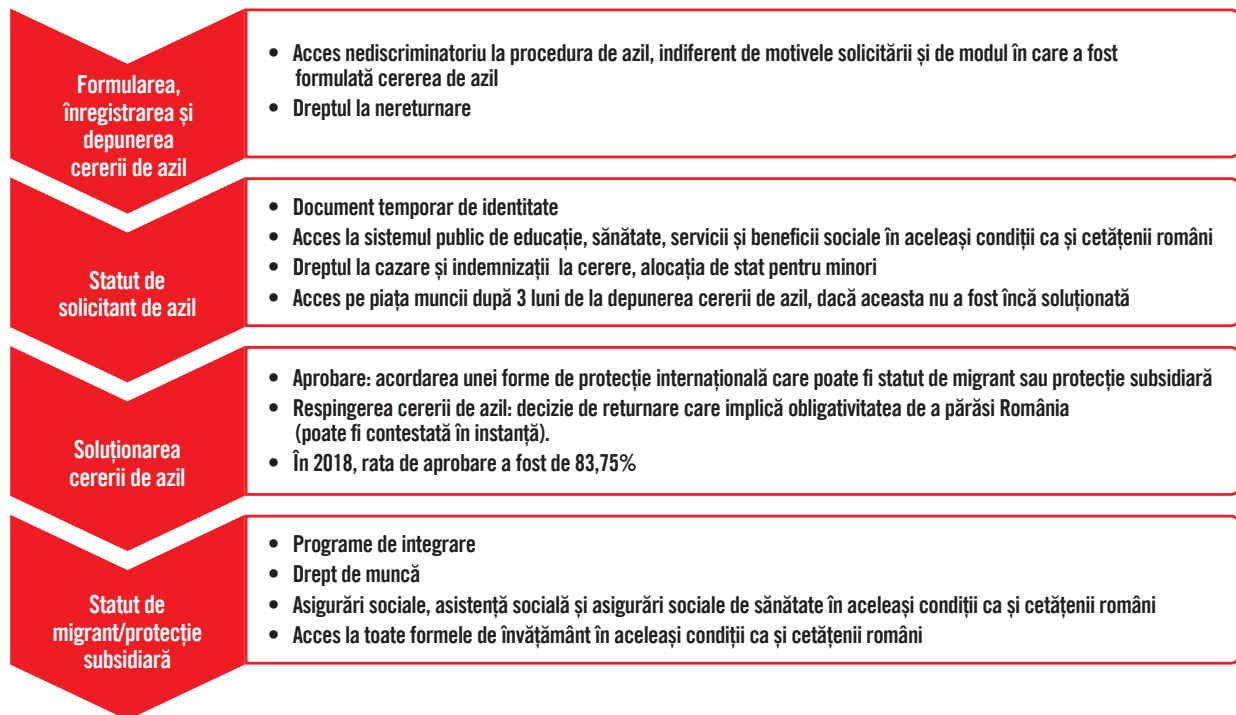 Formularea,
înregistrarea și
depunerea
cererii de azil
• Acces nediscriminatoriu la procedura de azil, indiferent de motivele solicitării și de modul în care a fost
formulată cererea de azil
• Dreptul la nereturnare
Statut de
solicitant de azil
• Document temporar de identitate
• Acces la sistemul public de educație, sănătate, servicii și beneficii sociale în aceleași condiții ca și cetățenii români
• Dreptul la cazare și indemnizații la cerere, alocația de stat pentru minori
• Acces pe piața muncii după 3 luni de la depunerea cererii de azil, dacă aceasta nu a fost încă soluționată
Soluționarea
cererii de azil
• Aprobare: acordarea unei forme de protecție internațională care poate fi statut de migrant sau protecție subsidiară
• Respingerea cererii de azil: decizie de returnare care implică obligativitatea de a părăsi România
(poate fi contestată în instanță).
• În 2018, rata de aprobare a fost de 83,75%
Statut de
migrant/protecție
subsidiară
• Programe de integrare
• Drept de muncă
• Asigurări sociale, asistență socială și asigurări sociale de sănătate în aceleași condiții ca și cetățenii români
• Acces la toate formele de învățământ în aceleași condiții ca și cetățenii români